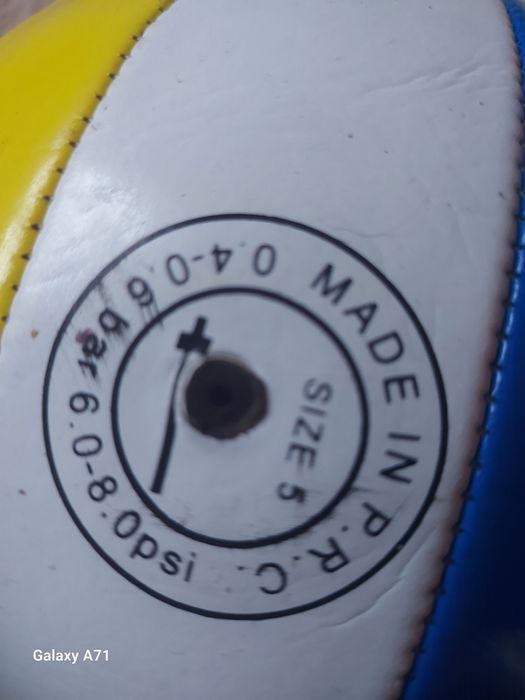 MADE IN P.R.C.
0.4-0.6 bar
6.0-8.0psi
SIZE 5
Galaxy A71